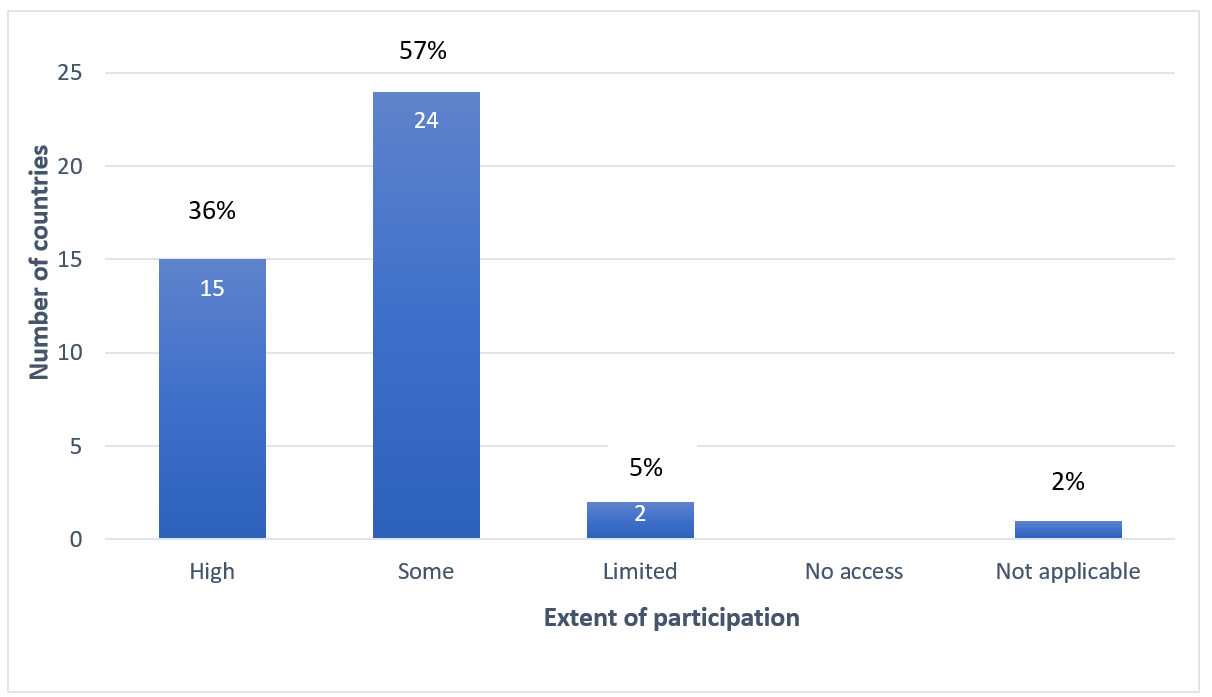 57%
25
24
20
36%
Number of countries
15
15
10
5
5%
2%
2
0
High
Some
Limited
No access
Not applicable
Extent of participation